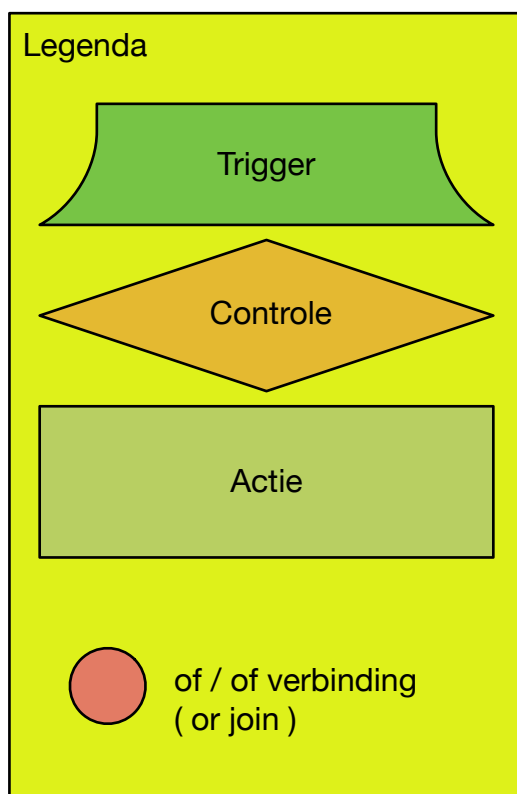 Legenda
Trigger
Controle
Actie
of / of verbinding
( or join )